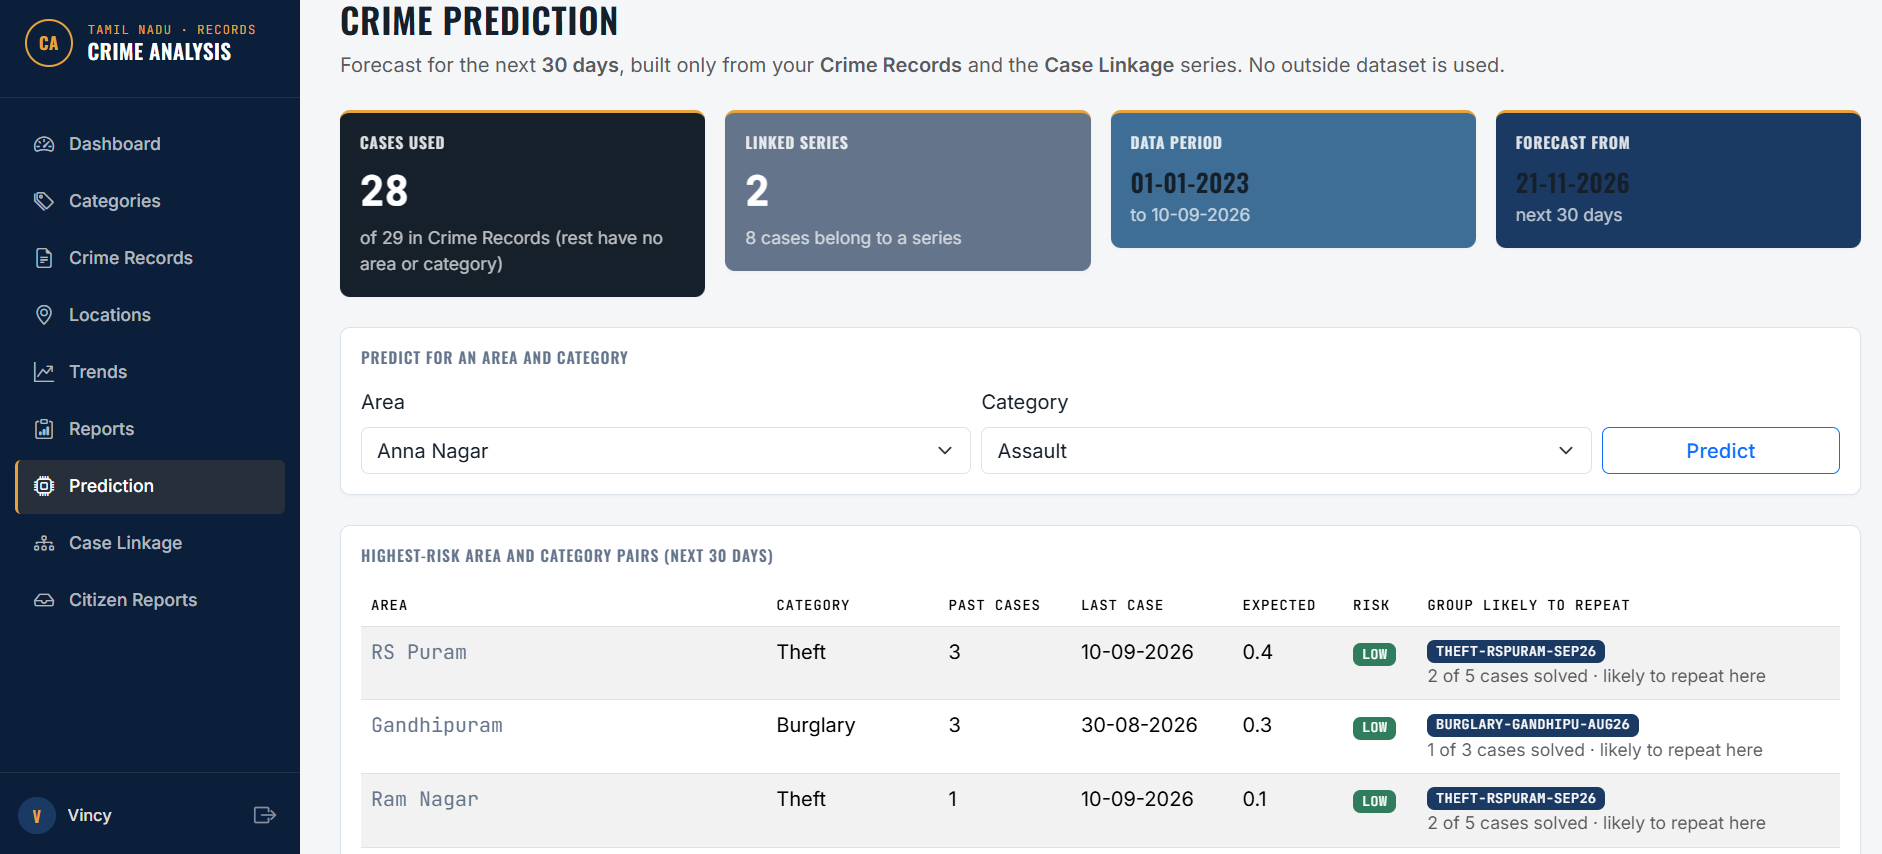 CA
TAMIL NADU · RECORDS
CRIME ANALYSIS
Dashboard
Categories
Crime Records
Locations
Trends
Reports
Prediction
Case Linkage
Citizen Reports
V
Vincy
CRIME PREDICTION
Forecast for the next 30 days, built only from your Crime Records and the Case Linkage series. No outside dataset is used.
CASES USED
28
of 29 in Crime Records (rest have no
area or category)
LINKED SERIES
2
8 cases belong to a series
DATA PERIOD
01-01-2023
to 10-09-2026
FORECAST FROM
21-11-2026
next 30 days
PREDICT FOR AN AREA AND CATEGORY
Area
Category
Anna Nagar
Assault
Predict
HIGHEST-RISK AREA AND CATEGORY PAIRS (NEXT 30 DAYS)
AREA CATEGORY PAST CASES LAST CASE EXPECTED RISK GROUP LIKELY TO REPEAT
RS Puram Theft 3 10-09-2026 0.4 LOW THEFT-RSPURAM-SEP26
2 of 5 cases solved · likely to repeat here
Gandhipuram Burglary 3 30-08-2026 0.3 LOW BURGLARY-GANDHIPU-AUG26
1 of 3 cases solved · likely to repeat here
Ram Nagar Theft 1 10-09-2026 0.1 LOW THEFT-RSPURAM-SEP26
2 of 5 cases solved · likely to repeat here